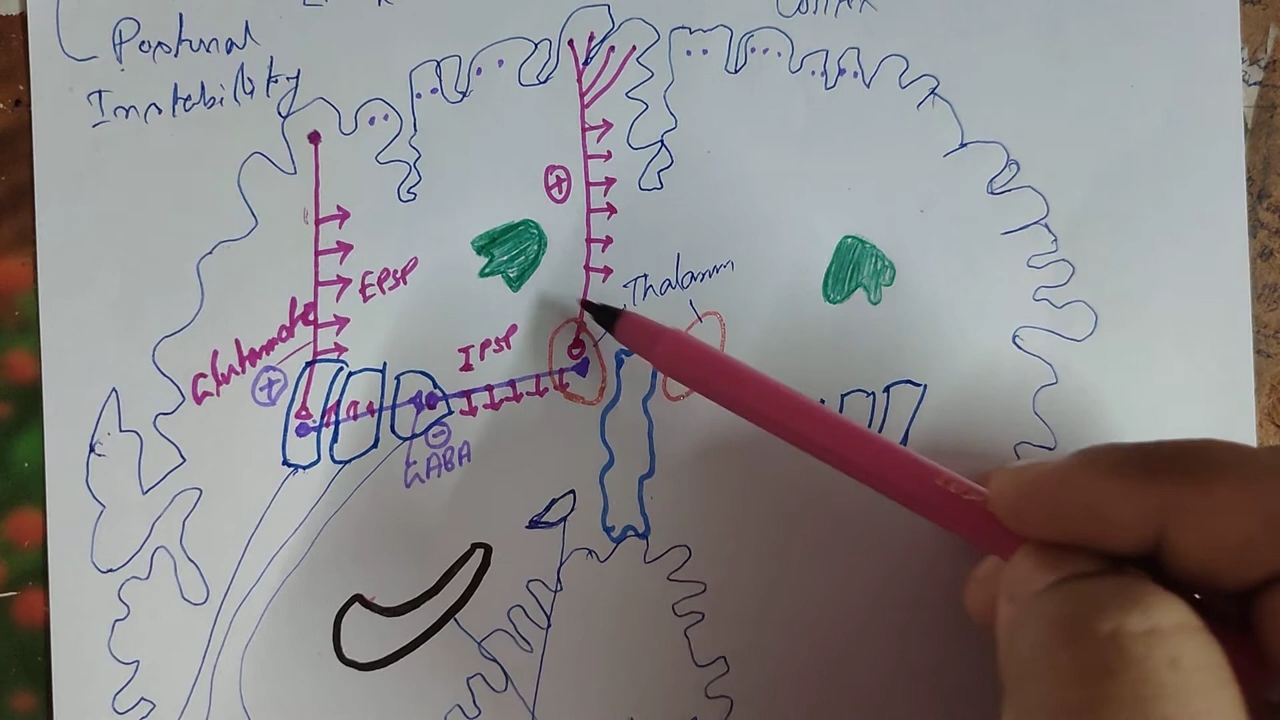 Postural
Instability
Thalamus
EPSP
Glutamate
IPSP
GABA